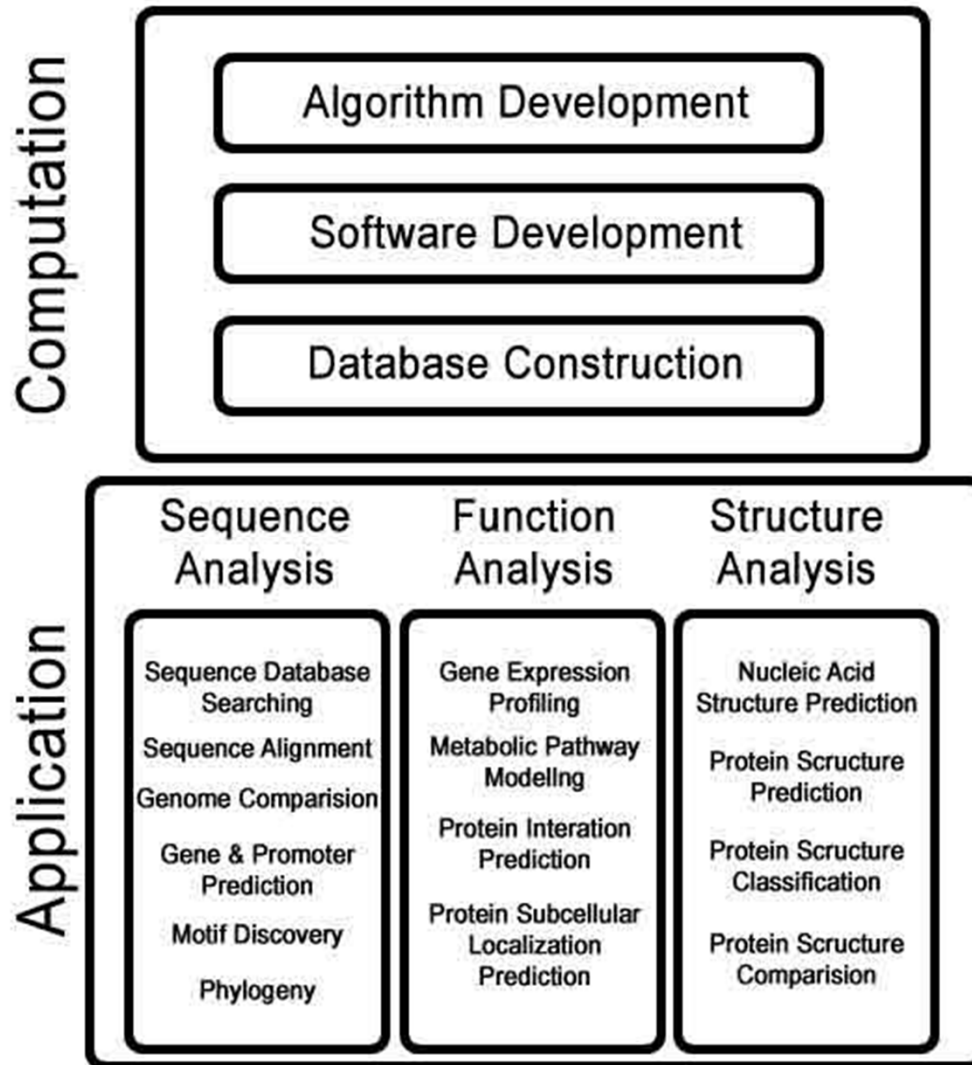 Computation
Algorithm Development
Software Development
Database Construction
Application
Sequence
Analysis
Sequence Database
Searching
Sequence Alignment
Genome Comparision
Gene & Promoter
Prediction
Motif Discovery
Phylogeny
Function
Analysis
Gene Expression
Profiling
Metabolic Pathway
Modellng
Protein Interation
Prediction
Protein Subcellular
Localization
Prediction
Structure
Analysis
Nucleic Acid
Structure Prediction
Protein Scructure
Prediction
Protein Scructure
Classification
Protein Scructure
Comparision